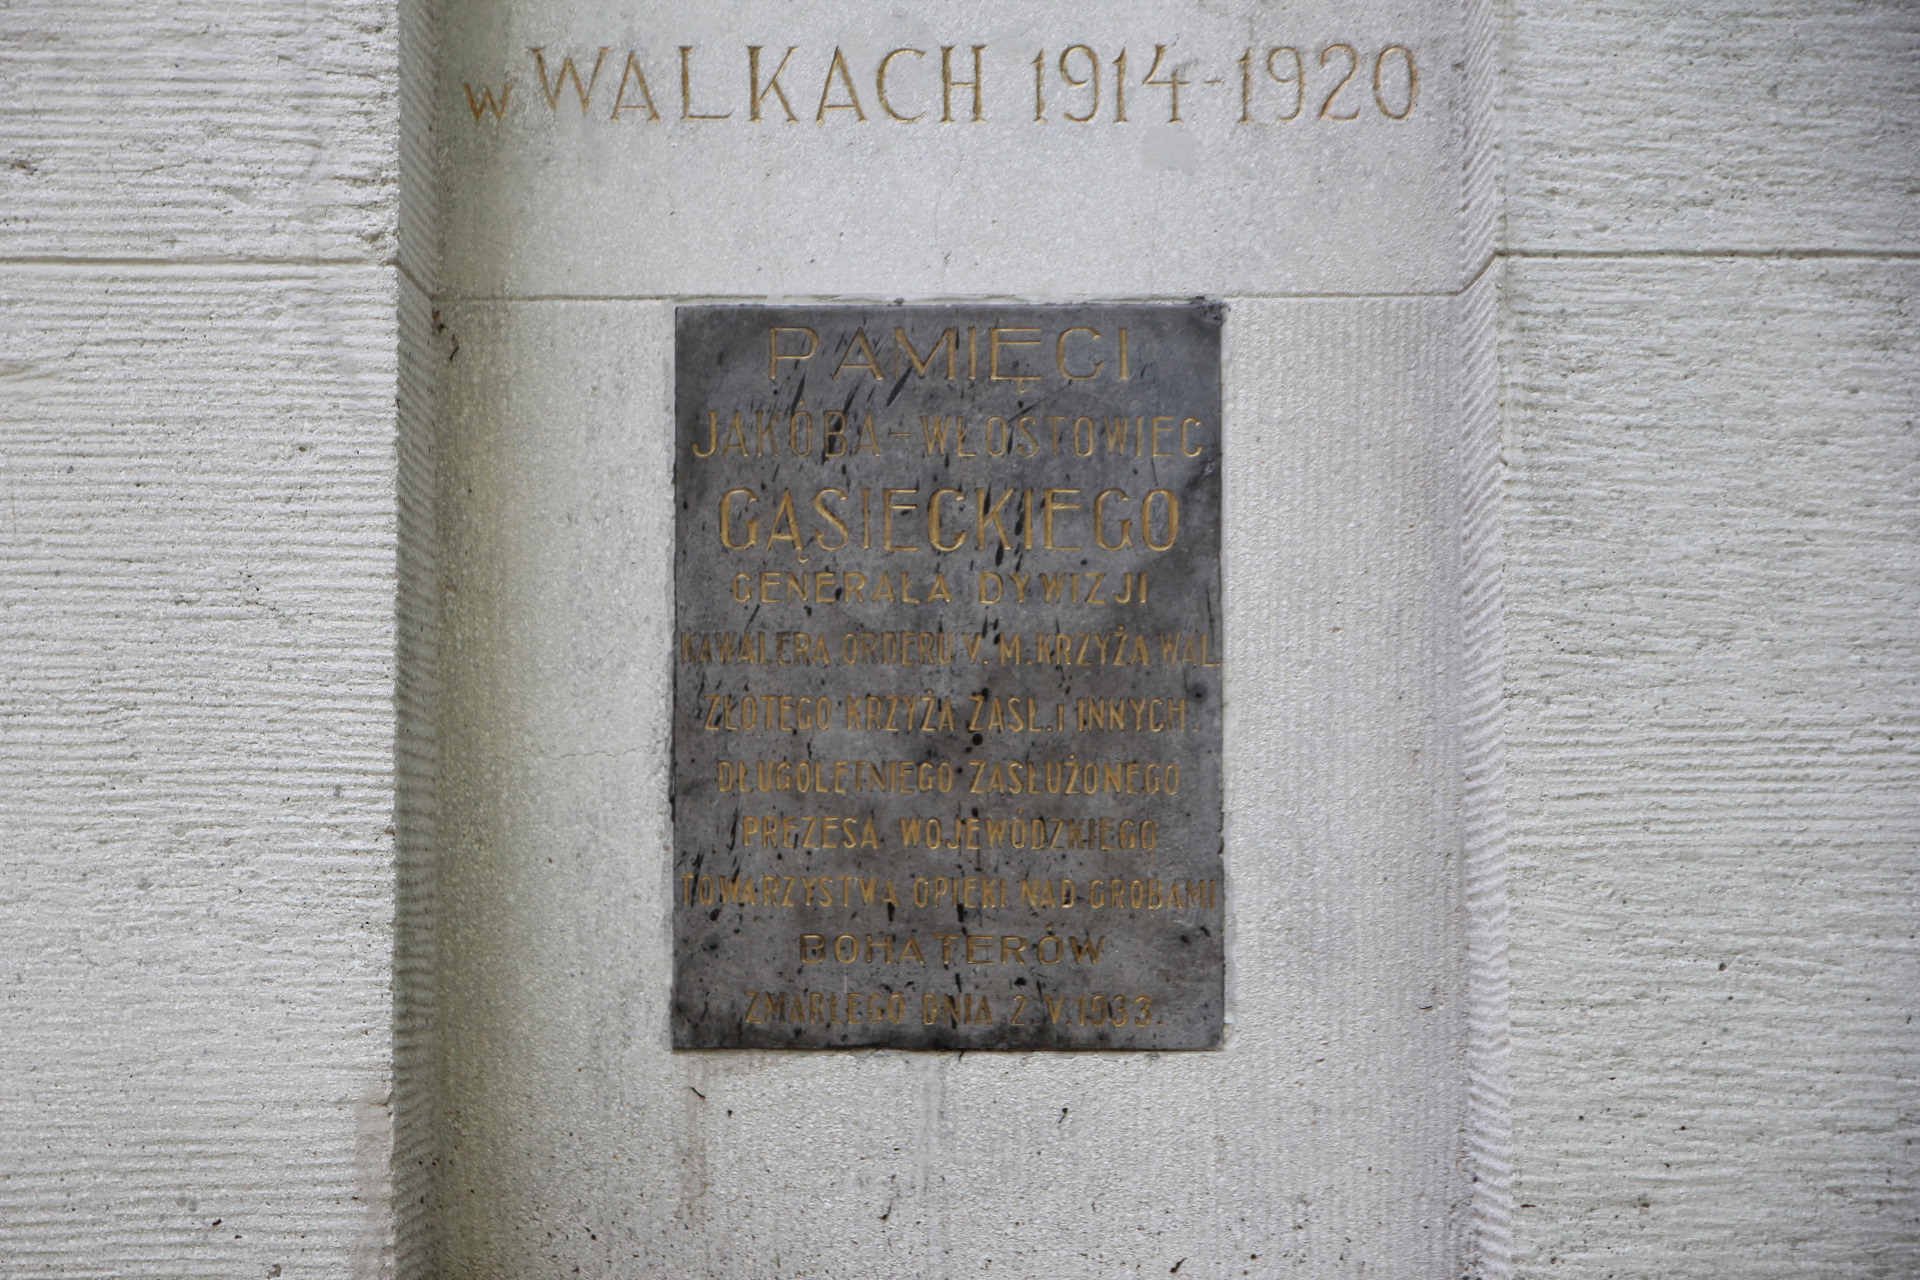 w WALKACH 1914-1920
PAMIĘCI
JAKÓBA-WŁOSTOWIEC
GĄSIECKIEGO
GENERAŁA DYWIZJI
KAWALERA ORDERU V. M. KRZYŻA WAL.
ZŁOTEGO KRZYŻA ZASŁ. i INNYCH.
DŁUGOLETNIEGO ZASŁUŻONEGO
PREZESA WOJEWÓDZKIEGO
TOWARZYSTWA OPIEKI NAD GROBAMI
BOHATERÓW
ZMARŁEGO DNIA 2 V. 1933.